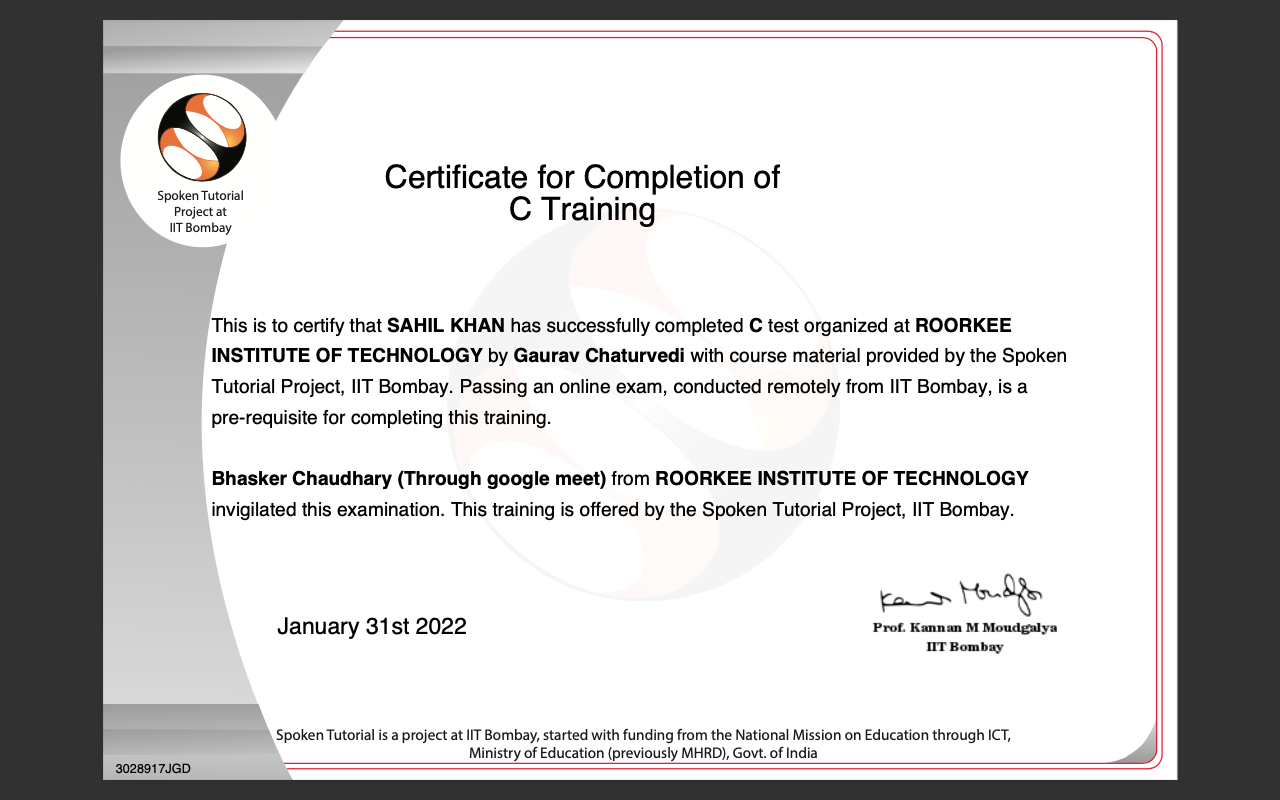 Spoken Tutorial
Project at
IIT Bombay
Certificate for Completion of
C Training
This is to certify that SAHIL KHAN has successfully completed C test organized at ROORKEE
INSTITUTE OF TECHNOLOGY by Gaurav Chaturvedi with course material provided by the Spoken
Tutorial Project, IIT Bombay. Passing an online exam, conducted remotely from IIT Bombay, is a
pre-requisite for completing this training.
Bhasker Chaudhary (Through google meet) from ROORKEE INSTITUTE OF TECHNOLOGY
invigilated this examination. This training is offered by the Spoken Tutorial Project, IIT Bombay.
January 31st 2022
Prof. Kannan M Moudgalya
IIT Bombay
Spoken Tutorial is a project at IIT Bombay, started with funding from the National Mission on Education through ICT,
Ministry of Education (previously MHRD), Govt. of India
3028917JGD